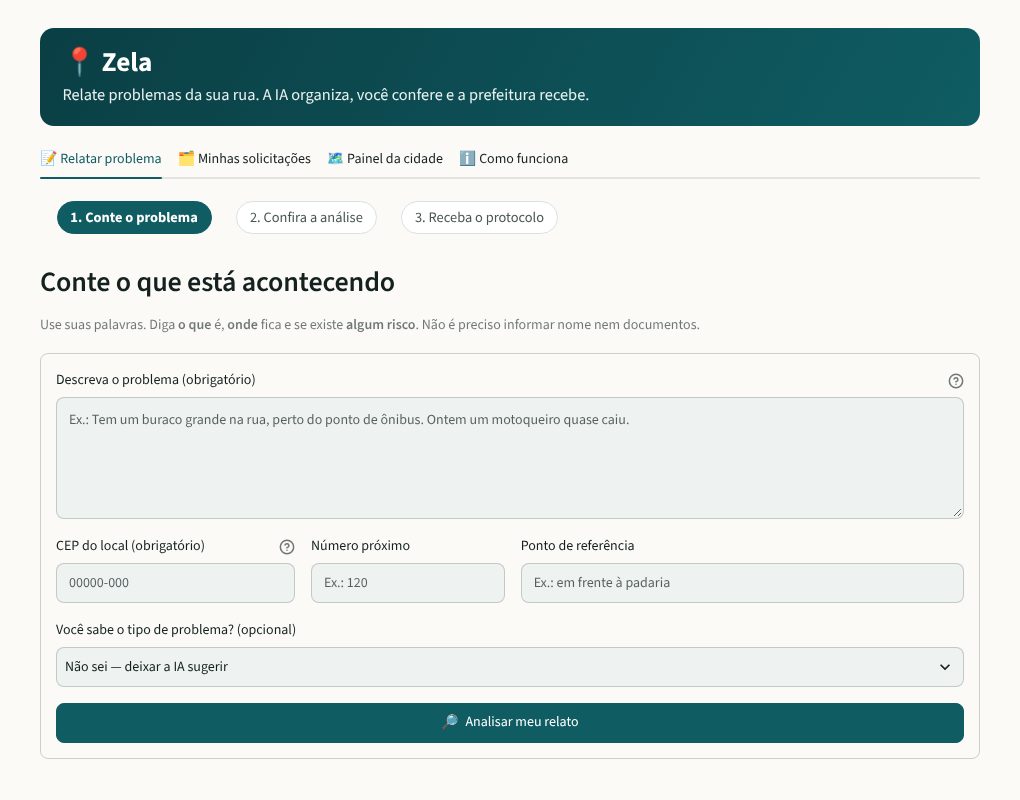 📍 Zela
Relate problemas da sua rua. A IA organiza, você confere e a prefeitura recebe.
📝 Relatar problema 🗂️ Minhas solicitações 🗺️ Painel da cidade ℹ️ Como funciona
1. Conte o problema 2. Confira a análise 3. Receba o protocolo
Conte o que está acontecendo
Use suas palavras. Diga o que é, onde fica e se existe algum risco. Não é preciso informar nome nem documentos.
Descreva o problema (obrigatório)
Ex.: Tem um buraco grande na rua, perto do ponto de ônibus. Ontem um motoqueiro quase caiu.
CEP do local (obrigatório) Número próximo Ponto de referência
00000-000 Ex.: 120 Ex.: em frente à padaria
Você sabe o tipo de problema? (opcional)
Não sei — deixar a IA sugerir
🔎 Analisar meu relato